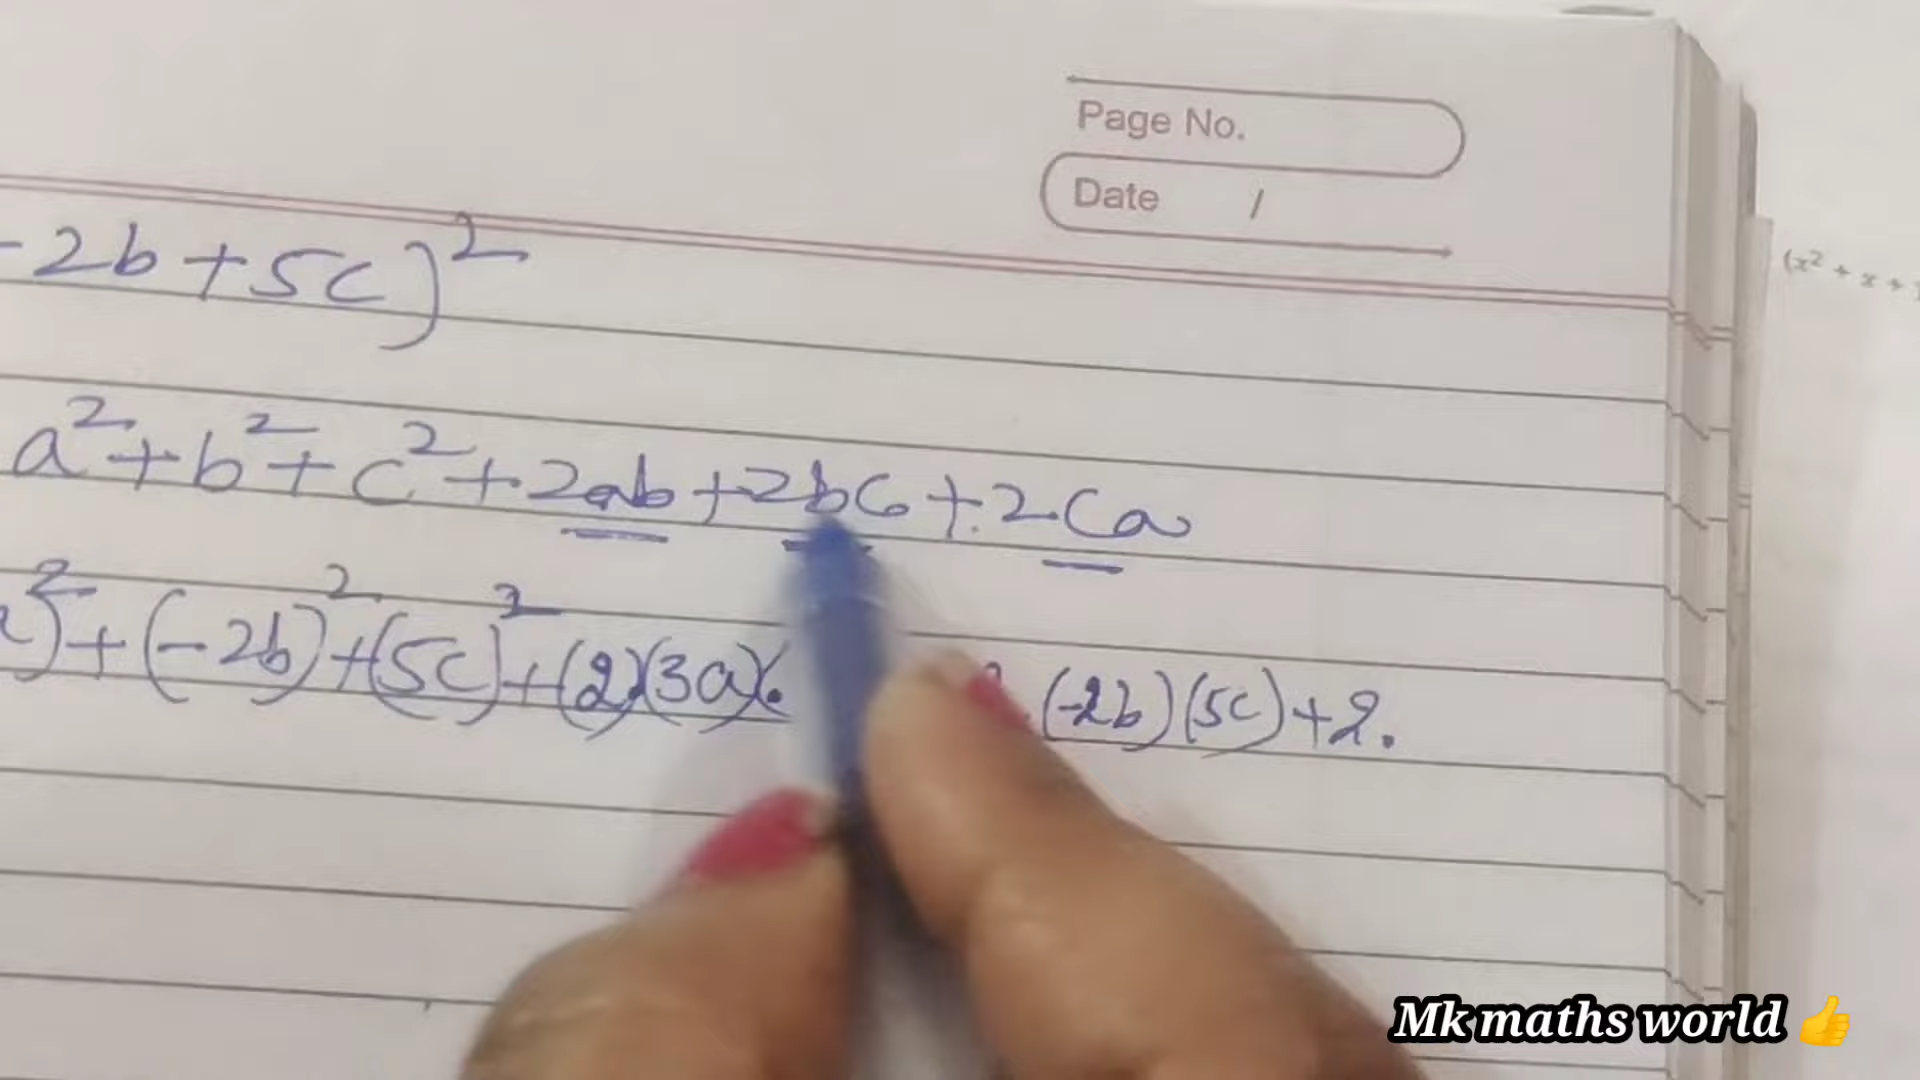 Page No.
Date /
(x² + x +
-2b+5c)²
a²+b²+c²+2ab+2bc+2ca
)²+(-2b)²+(5c)²+(2)(3a)(. (-2b)(5c)+2.
Mk maths world 👍